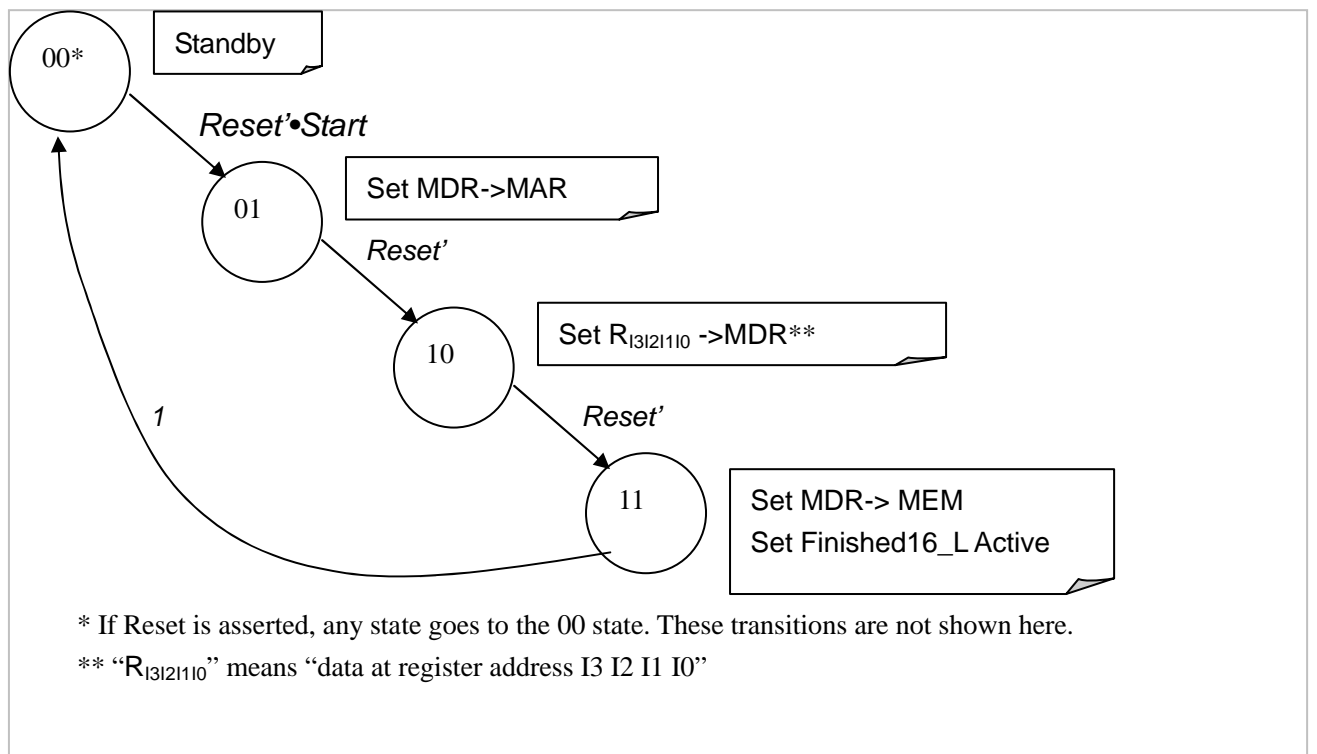 00*
Standby
Reset’•Start
01
Set MDR->MAR
Reset’
10
Set RI3I2I1I0 ->MDR**
Reset’
1
11
Set MDR-> MEM
Set Finished16_L Active
* If Reset is asserted, any state goes to the 00 state. These transitions are not shown here.
** “RI3I2I1I0” means “data at register address I3 I2 I1 I0”